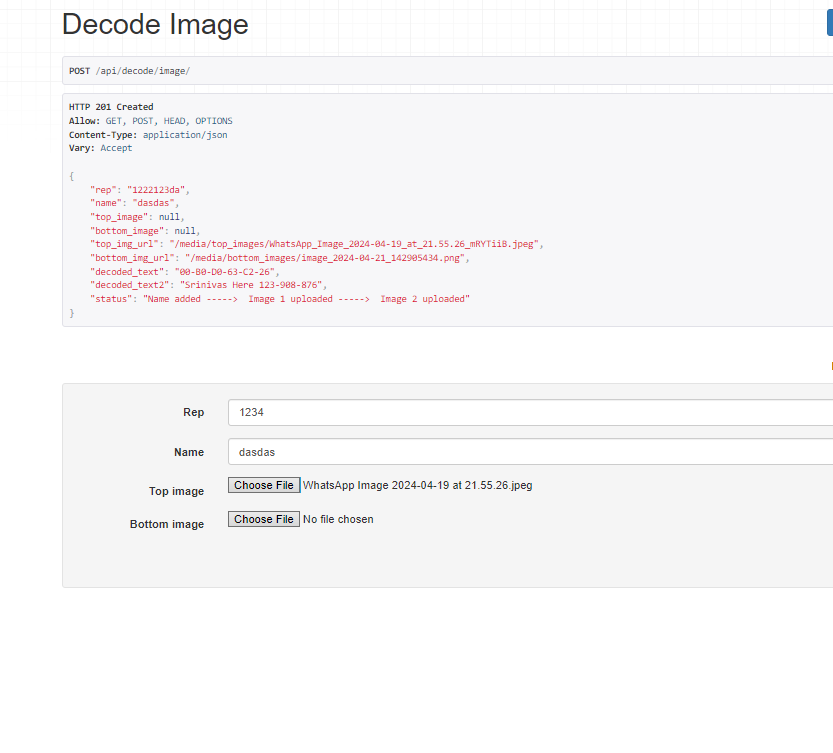 Decode Image
POST /api/decode/image/
HTTP 201 Created
Allow: GET, POST, HEAD, OPTIONS
Content-Type: application/json
Vary: Accept
{
"rep": "1222123da",
"name": "dasdas",
"top_image": null,
"bottom_image": null,
"top_img_url": "/media/top_images/WhatsApp_Image_2024-04-19_at_21.55.26_mRYTiiB.jpeg",
"bottom_img_url": "/media/bottom_images/image_2024-04-21_142905434.png",
"decoded_text": "00-B0-D0-63-C2-26",
"decoded_text2": "Srinivas Here 123-908-876",
"status": "Name added -----> Image 1 uploaded -----> Image 2 uploaded"
}
Rep 1234
Name dasdas
Top image Choose File WhatsApp Image 2024-04-19 at 21.55.26.jpeg
Bottom image Choose File No file chosen